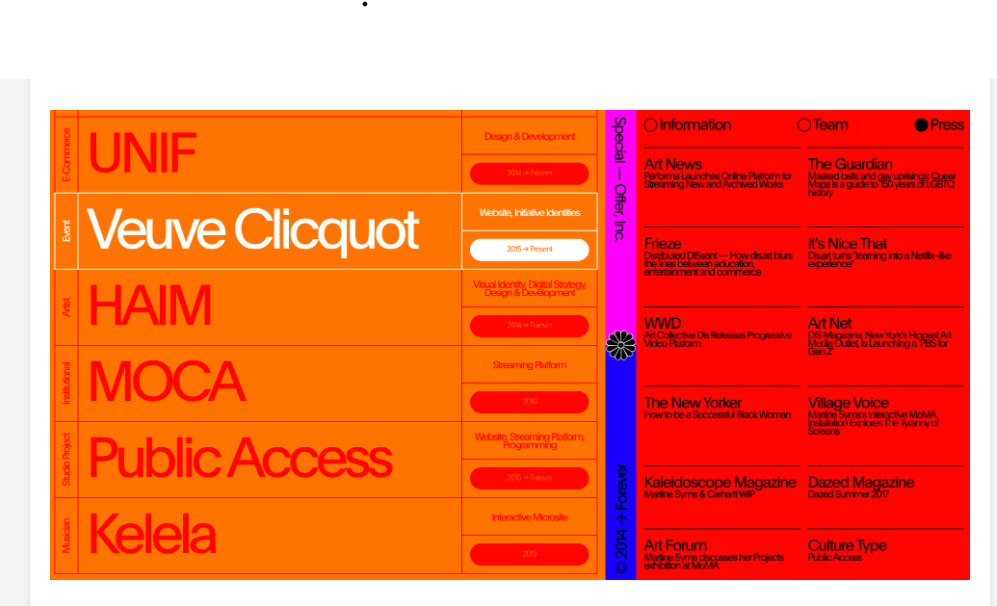 E-Commerce
UNIF
Design & Development
2014 → Present
Event
Veuve Clicquot
Website, Initiative Identities
2015 → Present
Artist
HAIM
Visual Identity, Digital Strategy,
Design & Development
2014 → Forever
Institutional
MOCA
Streaming Platform
2016
Studio Project
Public Access
Website, Streaming Platform,
Programming
2015 → Forever
Musician
Kelela
Interactive Microsite
2015
Special — Offer, Inc.
© 2014 → Forever
Information
Team
Press
Art News
Performa Launches Online Platform for
Streaming New and Archived Works
The Guardian
Masked balls and gay uprisings: Queer
Maps is a guide to 150 years of LGBTQ
history
Frieze
Distributed DISsent — How dis.art blurs
the lines between education,
entertainment and commerce
It's Nice That
Dis.art turns "learning into a Netflix-like
experience"
WWD
Art Collective Dis Releases Progressive
Video Platform
Art Net
DIS Magazine, New York's Hippest Art
Media Outlet, Is Launching a 'PBS for
Gen Z'
The New Yorker
How to be a Successful Black Woman
Village Voice
Martine Syms's Interactive MoMA
Installation Explores The Tyranny of
Screens
Kaleidoscope Magazine
Martine Syms & Carhartt WIP
Dazed Magazine
Dazed Summer 2017
Art Forum
Martine Syms discusses her Projects
exhibition at MoMA
Culture Type
Public Access